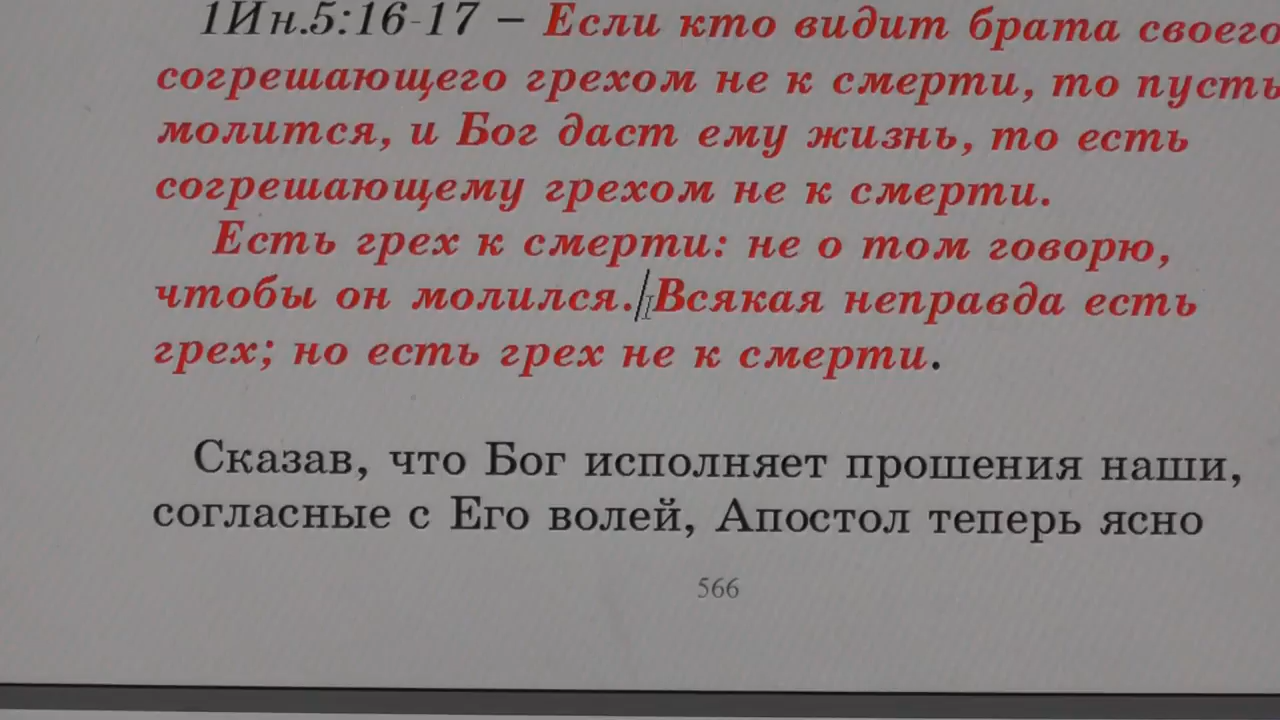 1Ин.5:16-17 – Если кто видит брата своего
согрешающего грехом не к смерти, то пусть
молится, и Бог даст ему жизнь, то есть
согрешающему грехом не к смерти.
Есть грех к смерти: не о том говорю,
чтобы он молился. Всякая неправда есть
грех; но есть грех не к смерти.
Сказав, что Бог исполняет прошения наши,
согласные с Его волей, Апостол теперь ясно
566